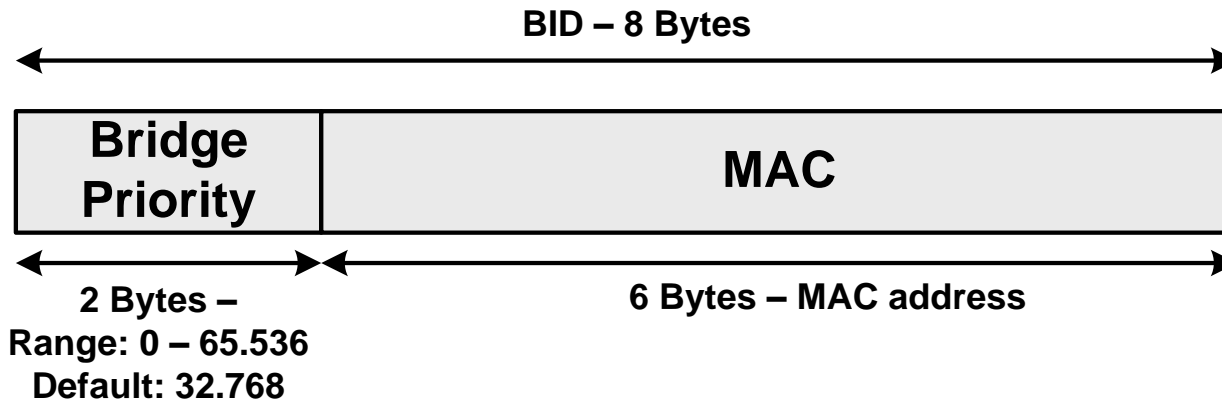 BID – 8 Bytes
Bridge
Priority
MAC
2 Bytes –
Range: 0 – 65.536
Default: 32.768
6 Bytes – MAC address